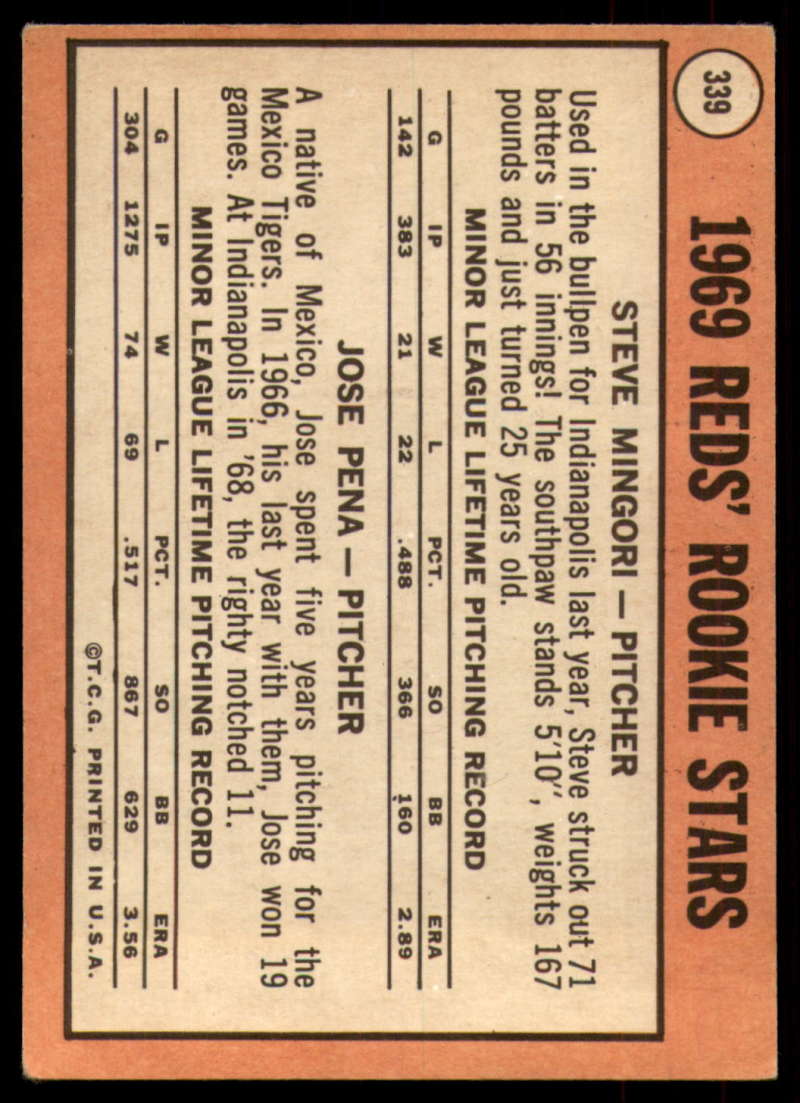 339
1969 REDS' ROOKIE STARS
STEVE MINGORI — PITCHER
Used in the bullpen for Indianapolis last year, Steve struck out 71
batters in 56 innings! The southpaw stands 5'10", weights 167
pounds and just turned 25 years old.
MINOR LEAGUE LIFETIME PITCHING RECORD
G IP W L PCT. SO BB ERA
142 383 21 22 .488 366 160 2.89
JOSE PENA — PITCHER
A native of Mexico, Jose spent five years pitching for the
Mexico Tigers. In 1966, his last year with them, Jose won 19
games. At Indianapolis in '68, the righty notched 11.
MINOR LEAGUE LIFETIME PITCHING RECORD
G IP W L PCT. SO BB ERA
304 1275 74 69 .517 867 629 3.56
©T.C.G. PRINTED IN U.S.A.